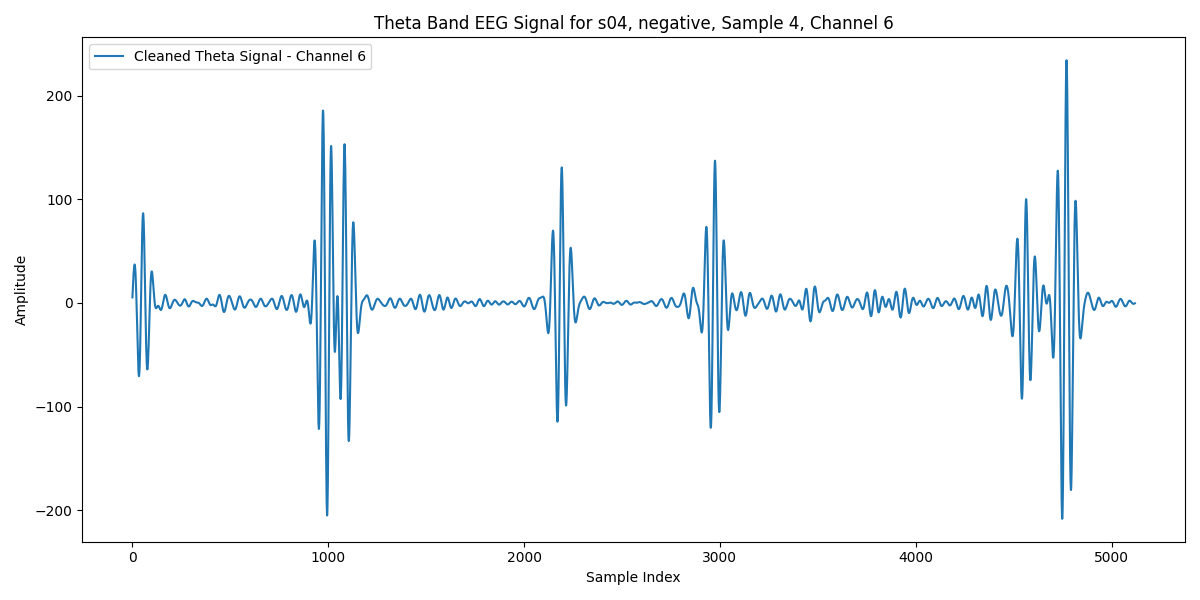 Theta Band EEG Signal for s04, negative, Sample 4, Channel 6
Cleaned Theta Signal - Channel 6
Amplitude
200
100
0
−100
−200
0 1000 2000 3000 4000 5000
Sample Index